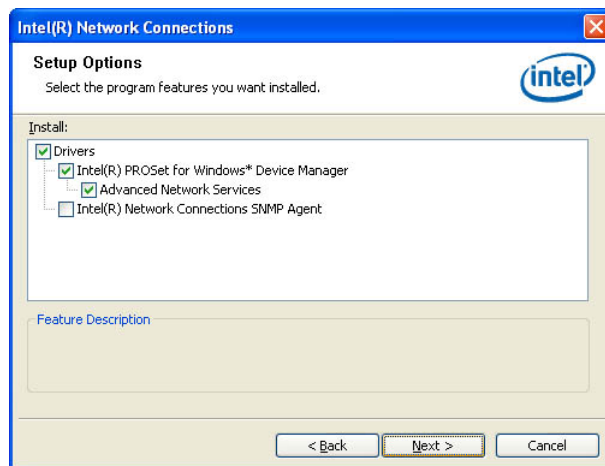 Intel(R) Network Connections
Setup Options
Select the program features you want installed.
intel
Install:
Drivers
Intel(R) PROSet for Windows* Device Manager
Advanced Network Services
Intel(R) Network Connections SNMP Agent
Feature Description
< Back
Next >
Cancel